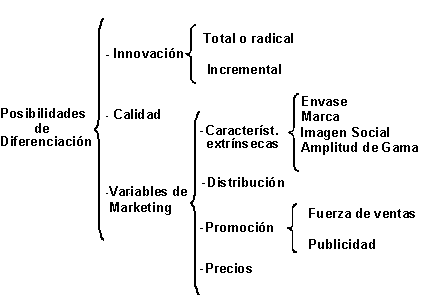 Posibilidades
de
Diferenciación
- Innovación
Total o radical
Incremental
- Calidad
-Variables de
Marketing
-Característ.
extrínsecas
Envase
Marca
Imagen Social
Amplitud de Gama
-Distribución
-Promoción
Fuerza de ventas
Publicidad
-Precios